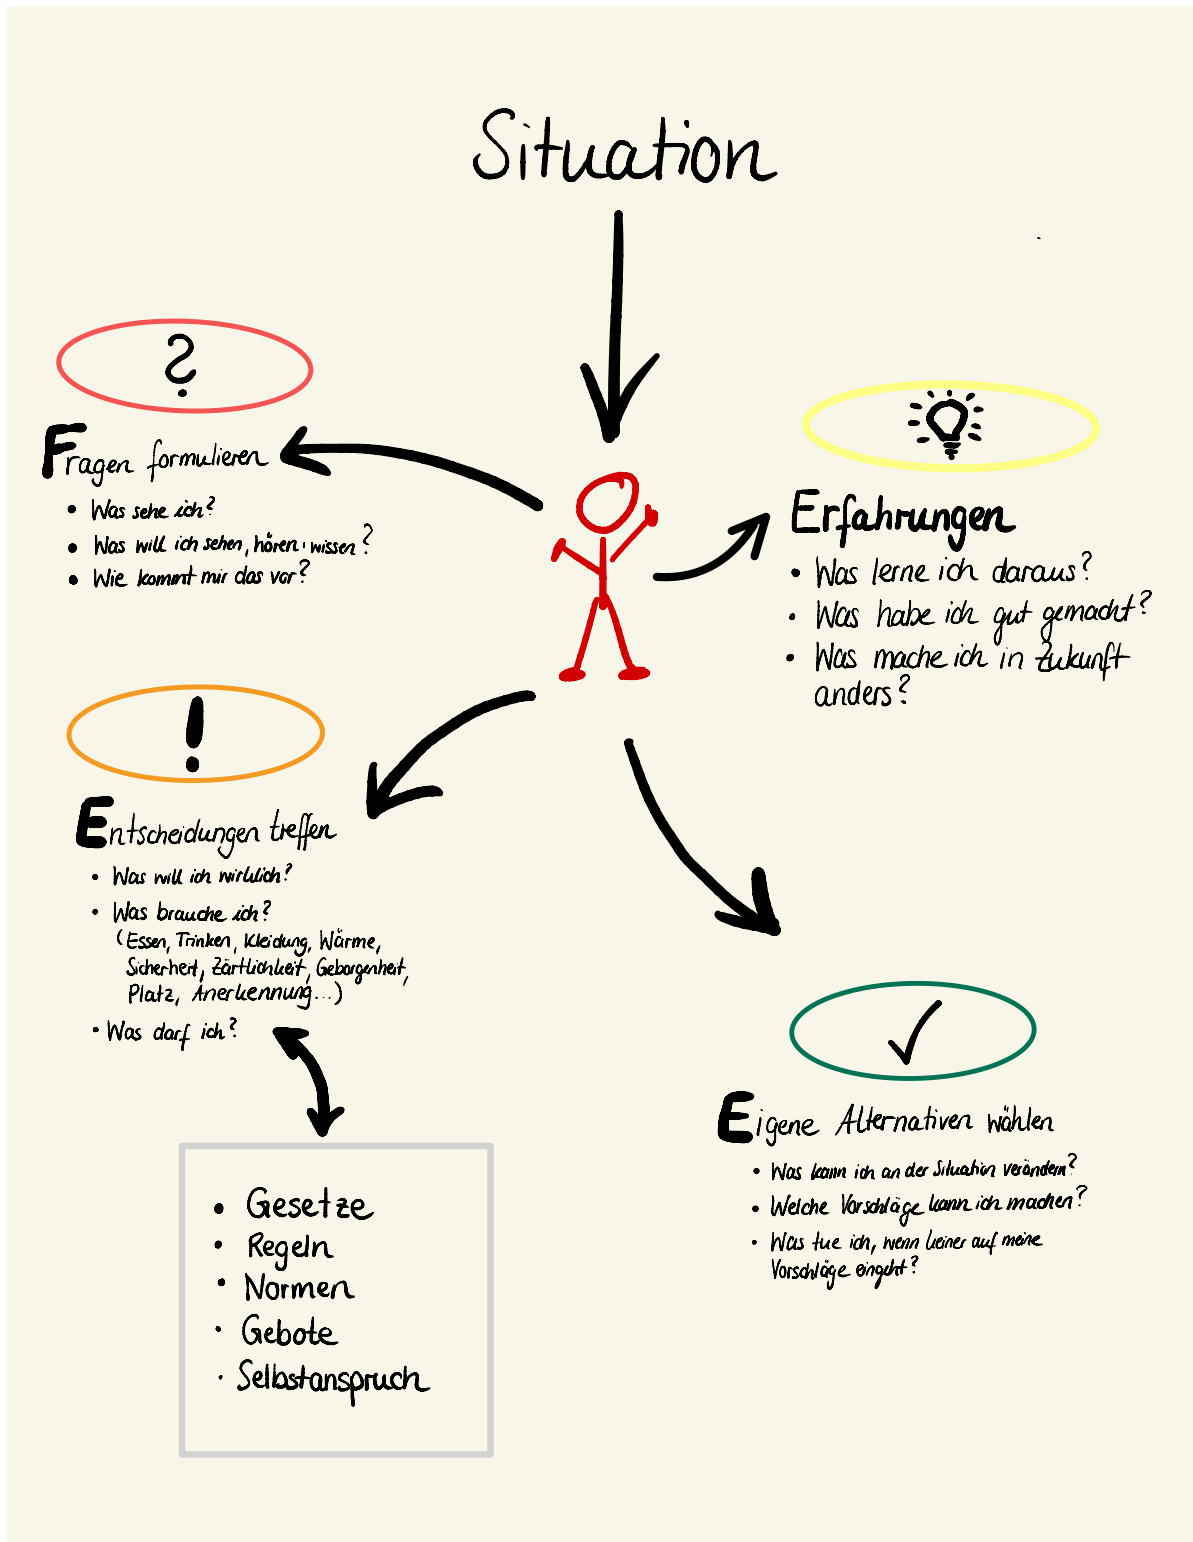 Situation
?
Fragen formulieren
• Was sehe ich?
• Was will ich sehen, hören, wissen?
• Wie kommt mir das vor?
Erfahrungen
• Was lerne ich daraus?
• Was habe ich gut gemacht?
• Was mache ich in Zukunft
anders?
!
Entscheidungen treffen
• Was will ich wirklich?
• Was brauche ich?
(Essen, Trinken, Kleidung, Wärme,
Sicherheit, Zärtlichkeit, Geborgenheit,
Platz, Anerkennung...)
• Was darf ich?
• Gesetze
• Regeln
• Normen
• Gebote
• Selbstanspruch
Eigene Alternativen wählen
• Was kann ich an der Situation verändern?
• Welche Vorschläge kann ich machen?
• Was tue ich, wenn keiner auf meine
Vorschläge eingeht?